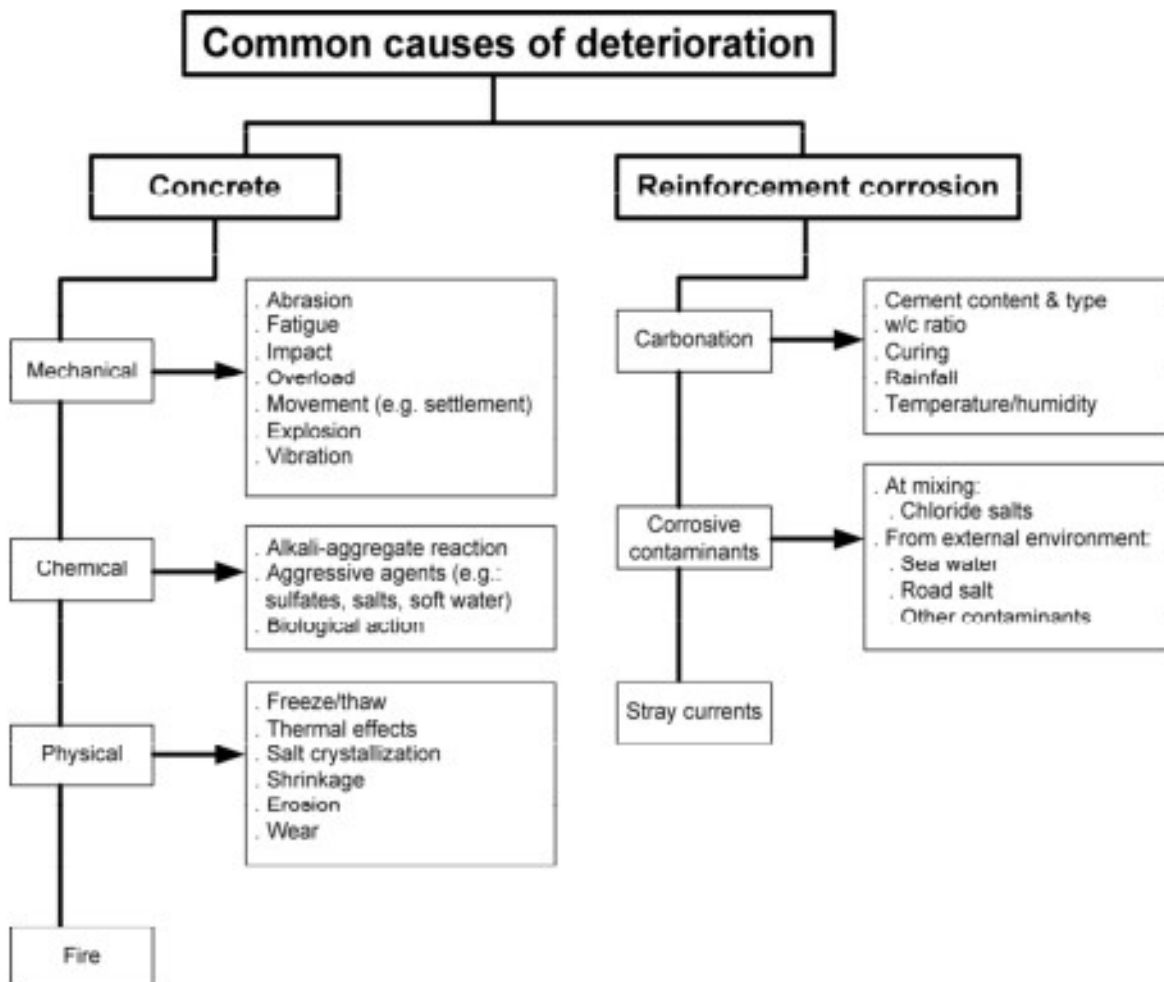 Common causes of deterioration
Concrete
Mechanical
. Abrasion
. Fatigue
. Impact
. Overload
. Movement (e.g. settlement)
. Explosion
. Vibration
Chemical
. Alkali-aggregate reaction
. Aggressive agents (e.g.:
sulfates, salts, soft water)
. Biological action
Physical
. Freeze/thaw
. Thermal effects
. Salt crystallization
. Shrinkage
. Erosion
. Wear
Fire
Reinforcement corrosion
Carbonation
. Cement content & type
. w/c ratio
. Curing
. Rainfall
. Temperature/humidity
Corrosive
contaminants
. At mixing:
. Chloride salts
. From external environment:
. Sea water
. Road salt
. Other contaminants
Stray currents